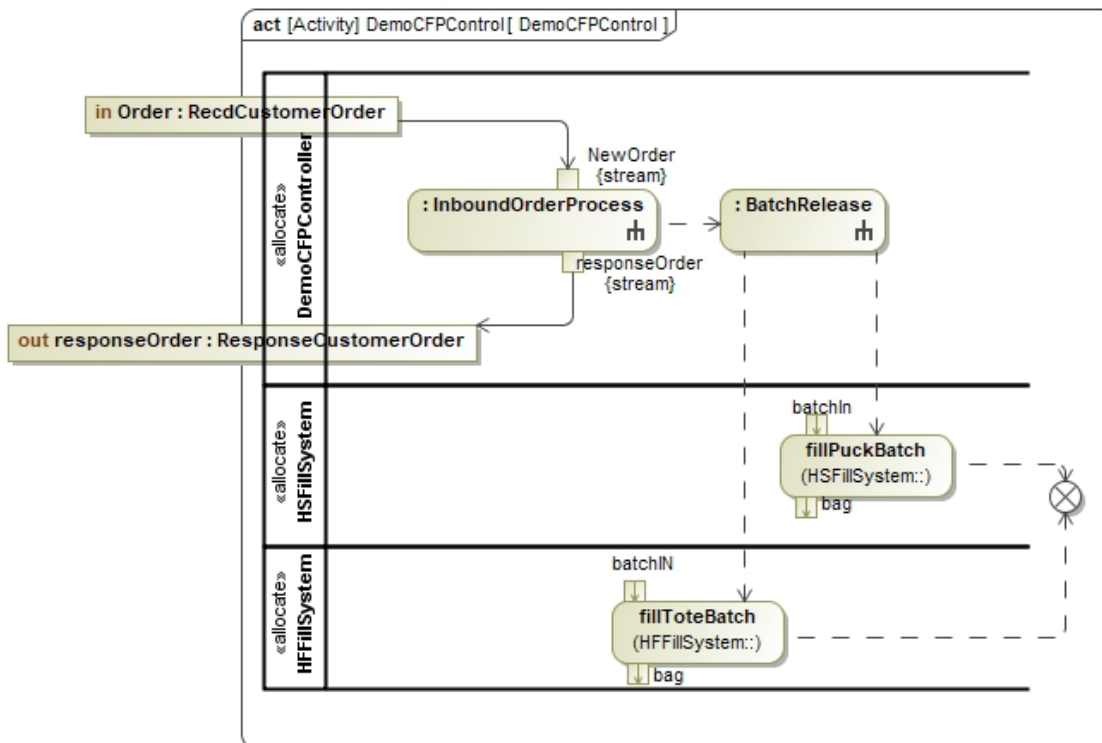 act [Activity] DemoCFPControl[ DemoCFPControl ]
in Order : RecdCustomerOrder
NewOrder
{stream}
: InboundOrderProcess
: BatchRelease
«allocate»
DemoCFPController
responseOrder
{stream}
out responseOrder : ResponseCustomerOrder
«allocate»
HSFillSystem
batchIn
fillPuckBatch
(HSFillSystem::)
bag
«allocate»
HFFillSystem
batchIN
fillToteBatch
(HFFillSystem::)
bag